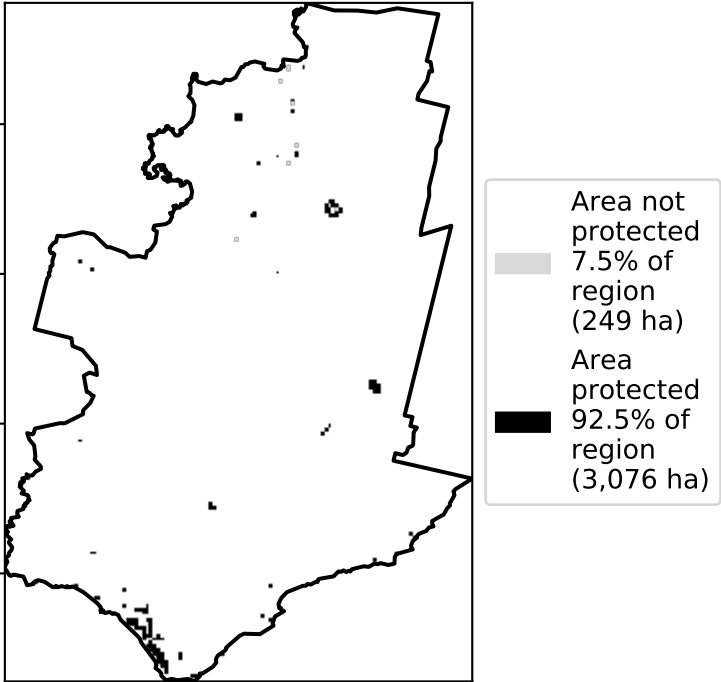 Area not
protected
7.5% of
region
(249 ha)
Area
protected
92.5% of
region
(3,076 ha)